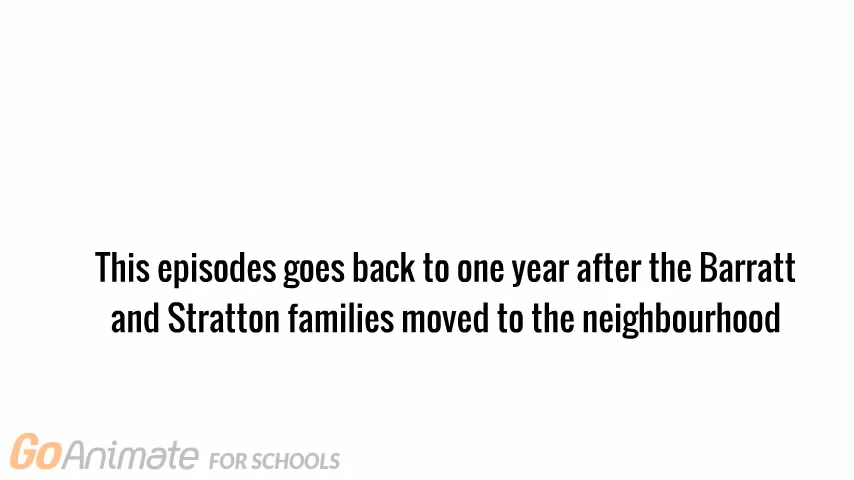 This episodes goes back to one year after the Barratt
and Stratton families moved to the neighbourhood
GoAnimate FOR SCHOOLS